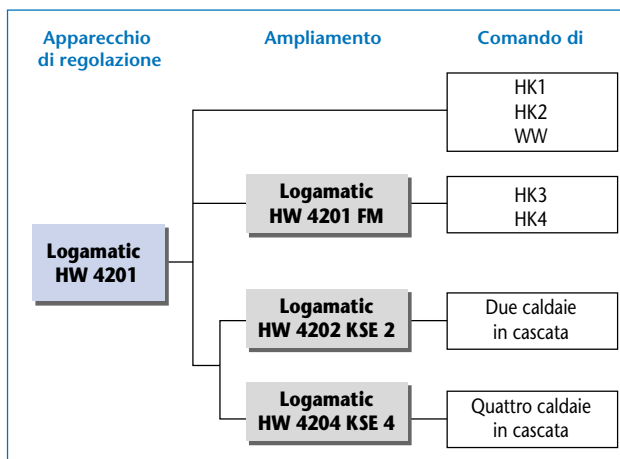 Apparecchio
di regolazione
Ampliamento
Comando di
HK1
HK2
WW
Logamatic
HW 4201 FM
HK3
HK4
Logamatic
HW 4201
Logamatic
HW 4202 KSE 2
Due caldaie
in cascata
Logamatic
HW 4204 KSE 4
Quattro caldaie
in cascata